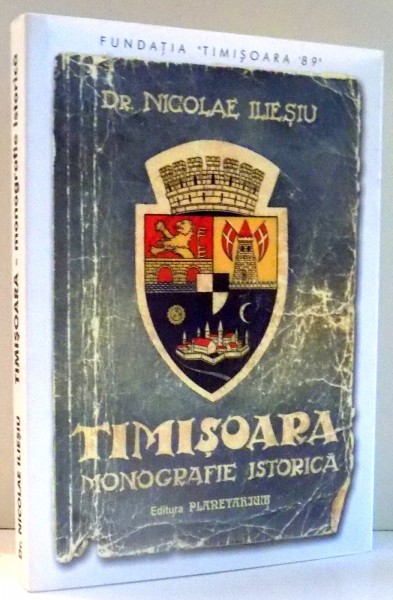 FUNDAȚIA "TIMIȘOARA '89"
DR. NICOLAE ILIEȘIU
F F
TIMIȘOARA
MONOGRAFIE ISTORICĂ
Editura PLANETARIUM
Dr. NICOLAE ILIEȘIU TIMIȘOARA - monografie istorică